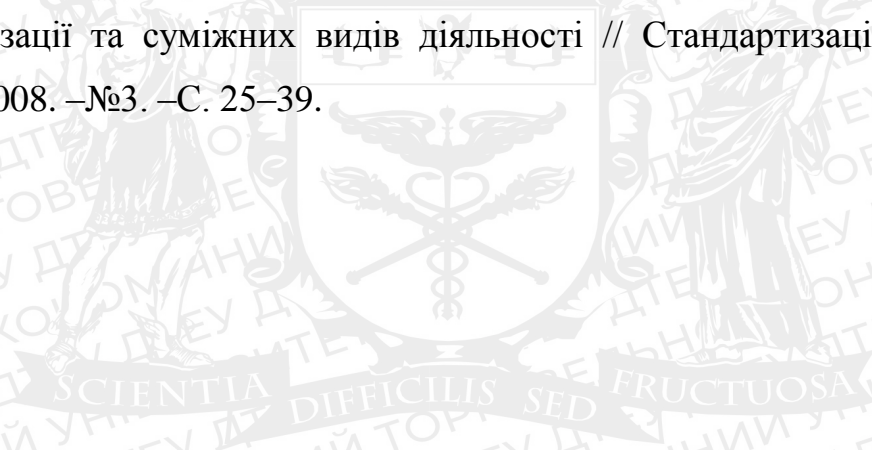 зації та суміжних видів діяльності // Стандартизаці
008. –№3. –С. 25–39.
SCIENTIA DIFFICILIS SED FRUCTUOSA